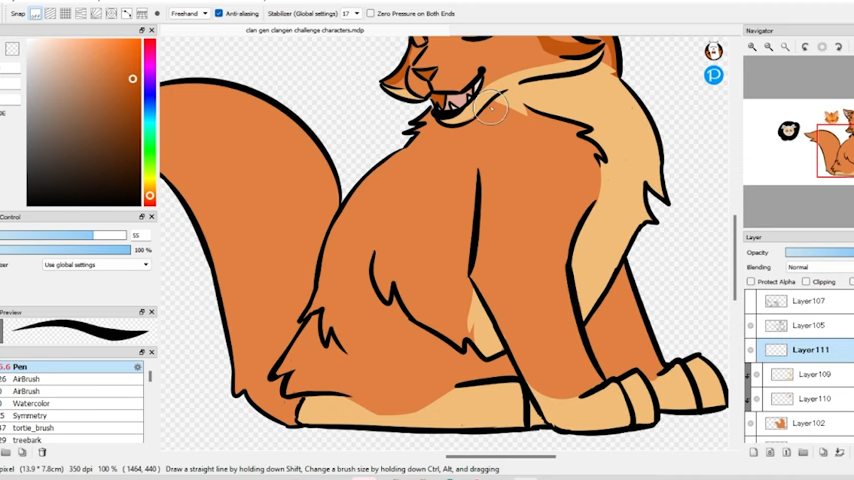 Snap Freehand Anti-aliasing Stabilizer (Global settings) 17 Zero Pressure on Both Ends
clan gen clangen challenge characters.mdp
Navigator
Control
55
100 %
Use global settings
Preview
Pen
AirBrush
AirBrush
Watercolor
Symmetry
tortie_brush
treebark
Layer
Opacity
Blending Normal
Protect Alpha Clipping
Layer107
Layer105
Layer111
Layer109
Layer110
Layer102
pixel (13.9 * 7.8cm) 350 dpi 100 % ( 1464, 440 ) Draw a straight line by holding down Shift, Change a brush size by holding down Ctrl, Alt, and dragging